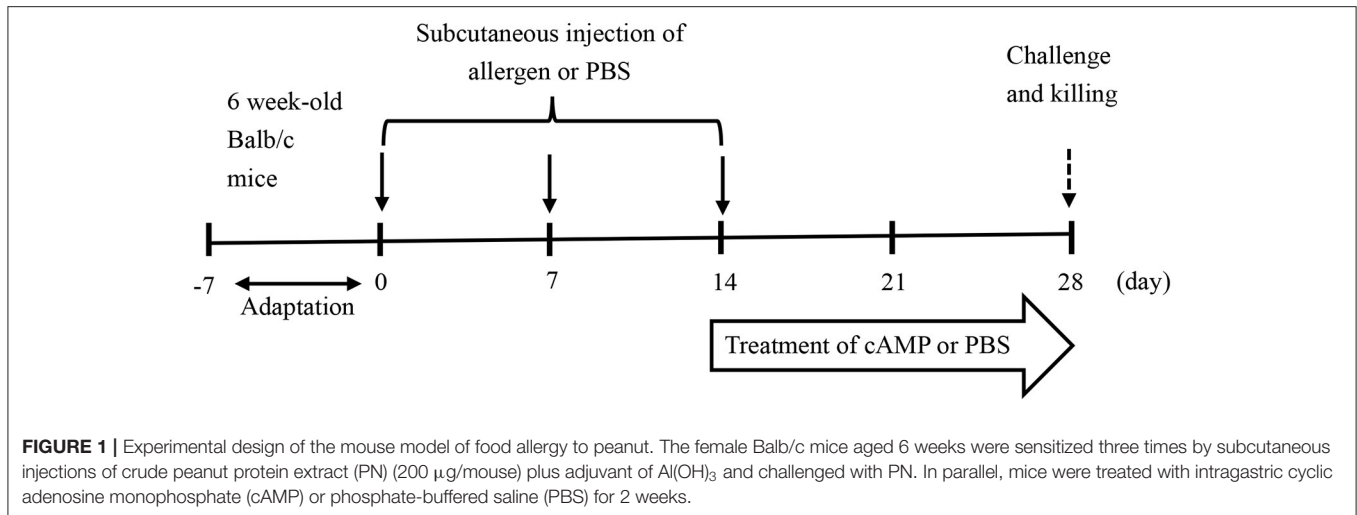 Subcutaneous injection of
allergen or PBS
Challenge
and killing
6 week-old
Balb/c
mice
-7
0
7
14
21
28
(day)
Adaptation
Treatment of cAMP or PBS
FIGURE 1 | Experimental design of the mouse model of food allergy to peanut. The female Balb/c mice aged 6 weeks were sensitized three times by subcutaneous
injections of crude peanut protein extract (PN) (200 μg/mouse) plus adjuvant of Al(OH)₃ and challenged with PN. In parallel, mice were treated with intragastric cyclic
adenosine monophosphate (cAMP) or phosphate-buffered saline (PBS) for 2 weeks.